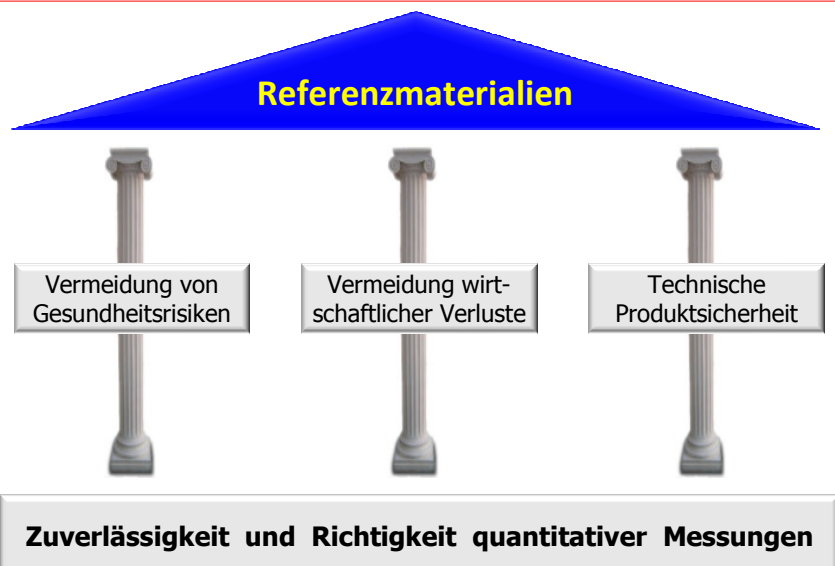 Referenzmaterialien
Vermeidung von
Gesundheitsrisiken
Vermeidung wirt-
schaftlicher Verluste
Technische
Produktsicherheit
Zuverlässigkeit und Richtigkeit quantitativer Messungen